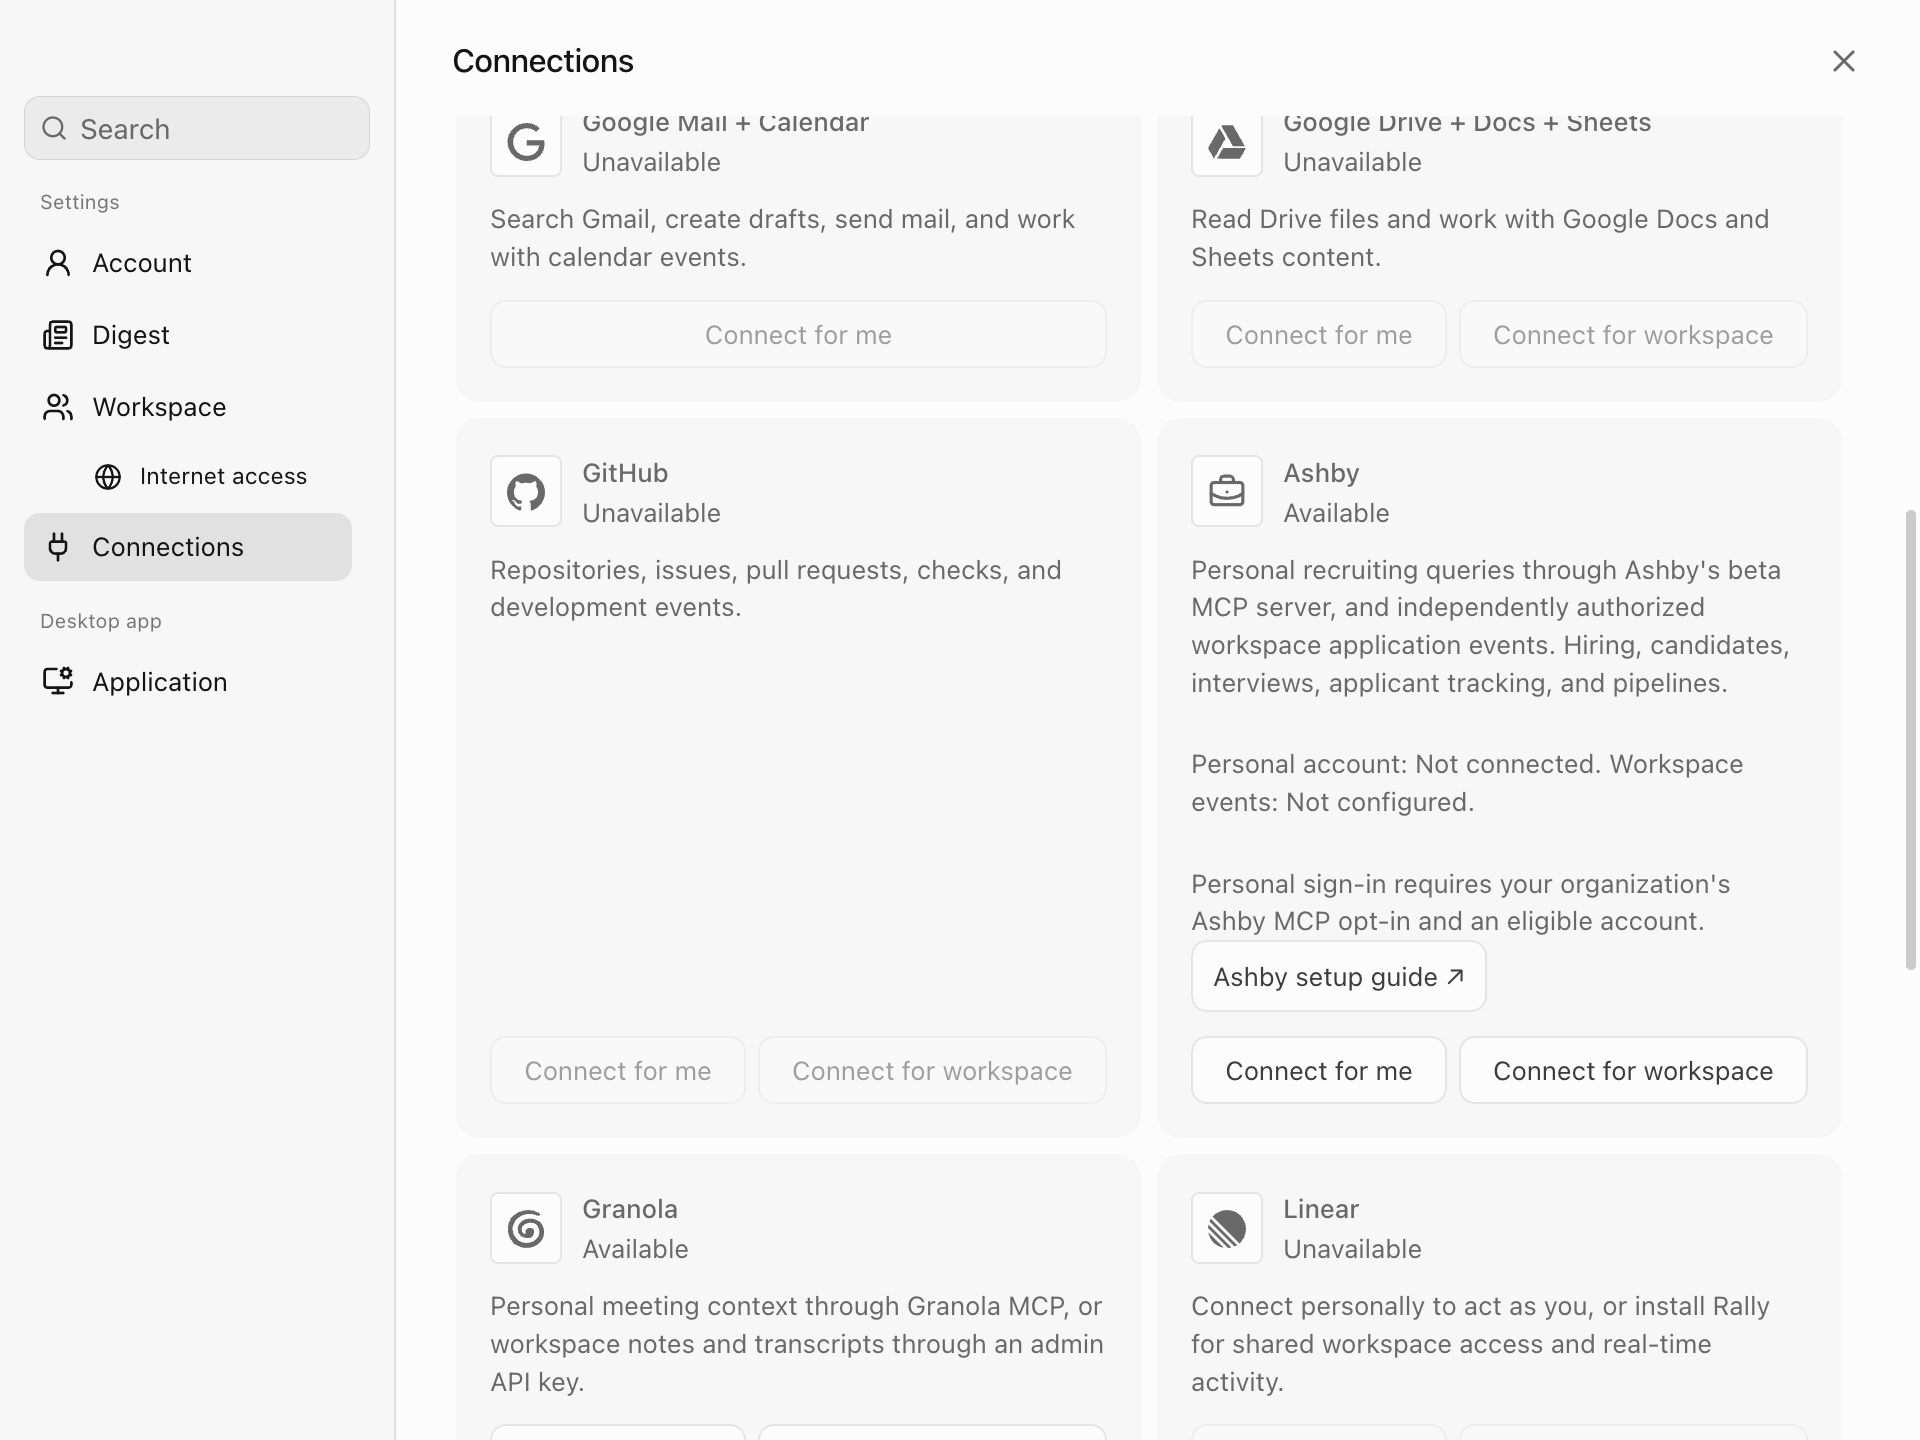 Search
Settings
Account
Digest
Workspace
Internet access
Connections
Desktop app
Application
Connections
Google Mail + Calendar
Unavailable
Search Gmail, create drafts, send mail, and work
with calendar events.
Connect for me
Google Drive + Docs + Sheets
Unavailable
Read Drive files and work with Google Docs and
Sheets content.
Connect for me
Connect for workspace
GitHub
Unavailable
Repositories, issues, pull requests, checks, and
development events.
Connect for me
Connect for workspace
Ashby
Available
Personal recruiting queries through Ashby's beta
MCP server, and independently authorized
workspace application events. Hiring, candidates,
interviews, applicant tracking, and pipelines.
Personal account: Not connected. Workspace
events: Not configured.
Personal sign-in requires your organization's
Ashby MCP opt-in and an eligible account.
Ashby setup guide ↗
Connect for me
Connect for workspace
Granola
Available
Personal meeting context through Granola MCP, or
workspace notes and transcripts through an admin
API key.
Linear
Unavailable
Connect personally to act as you, or install Rally
for shared workspace access and real-time
activity.